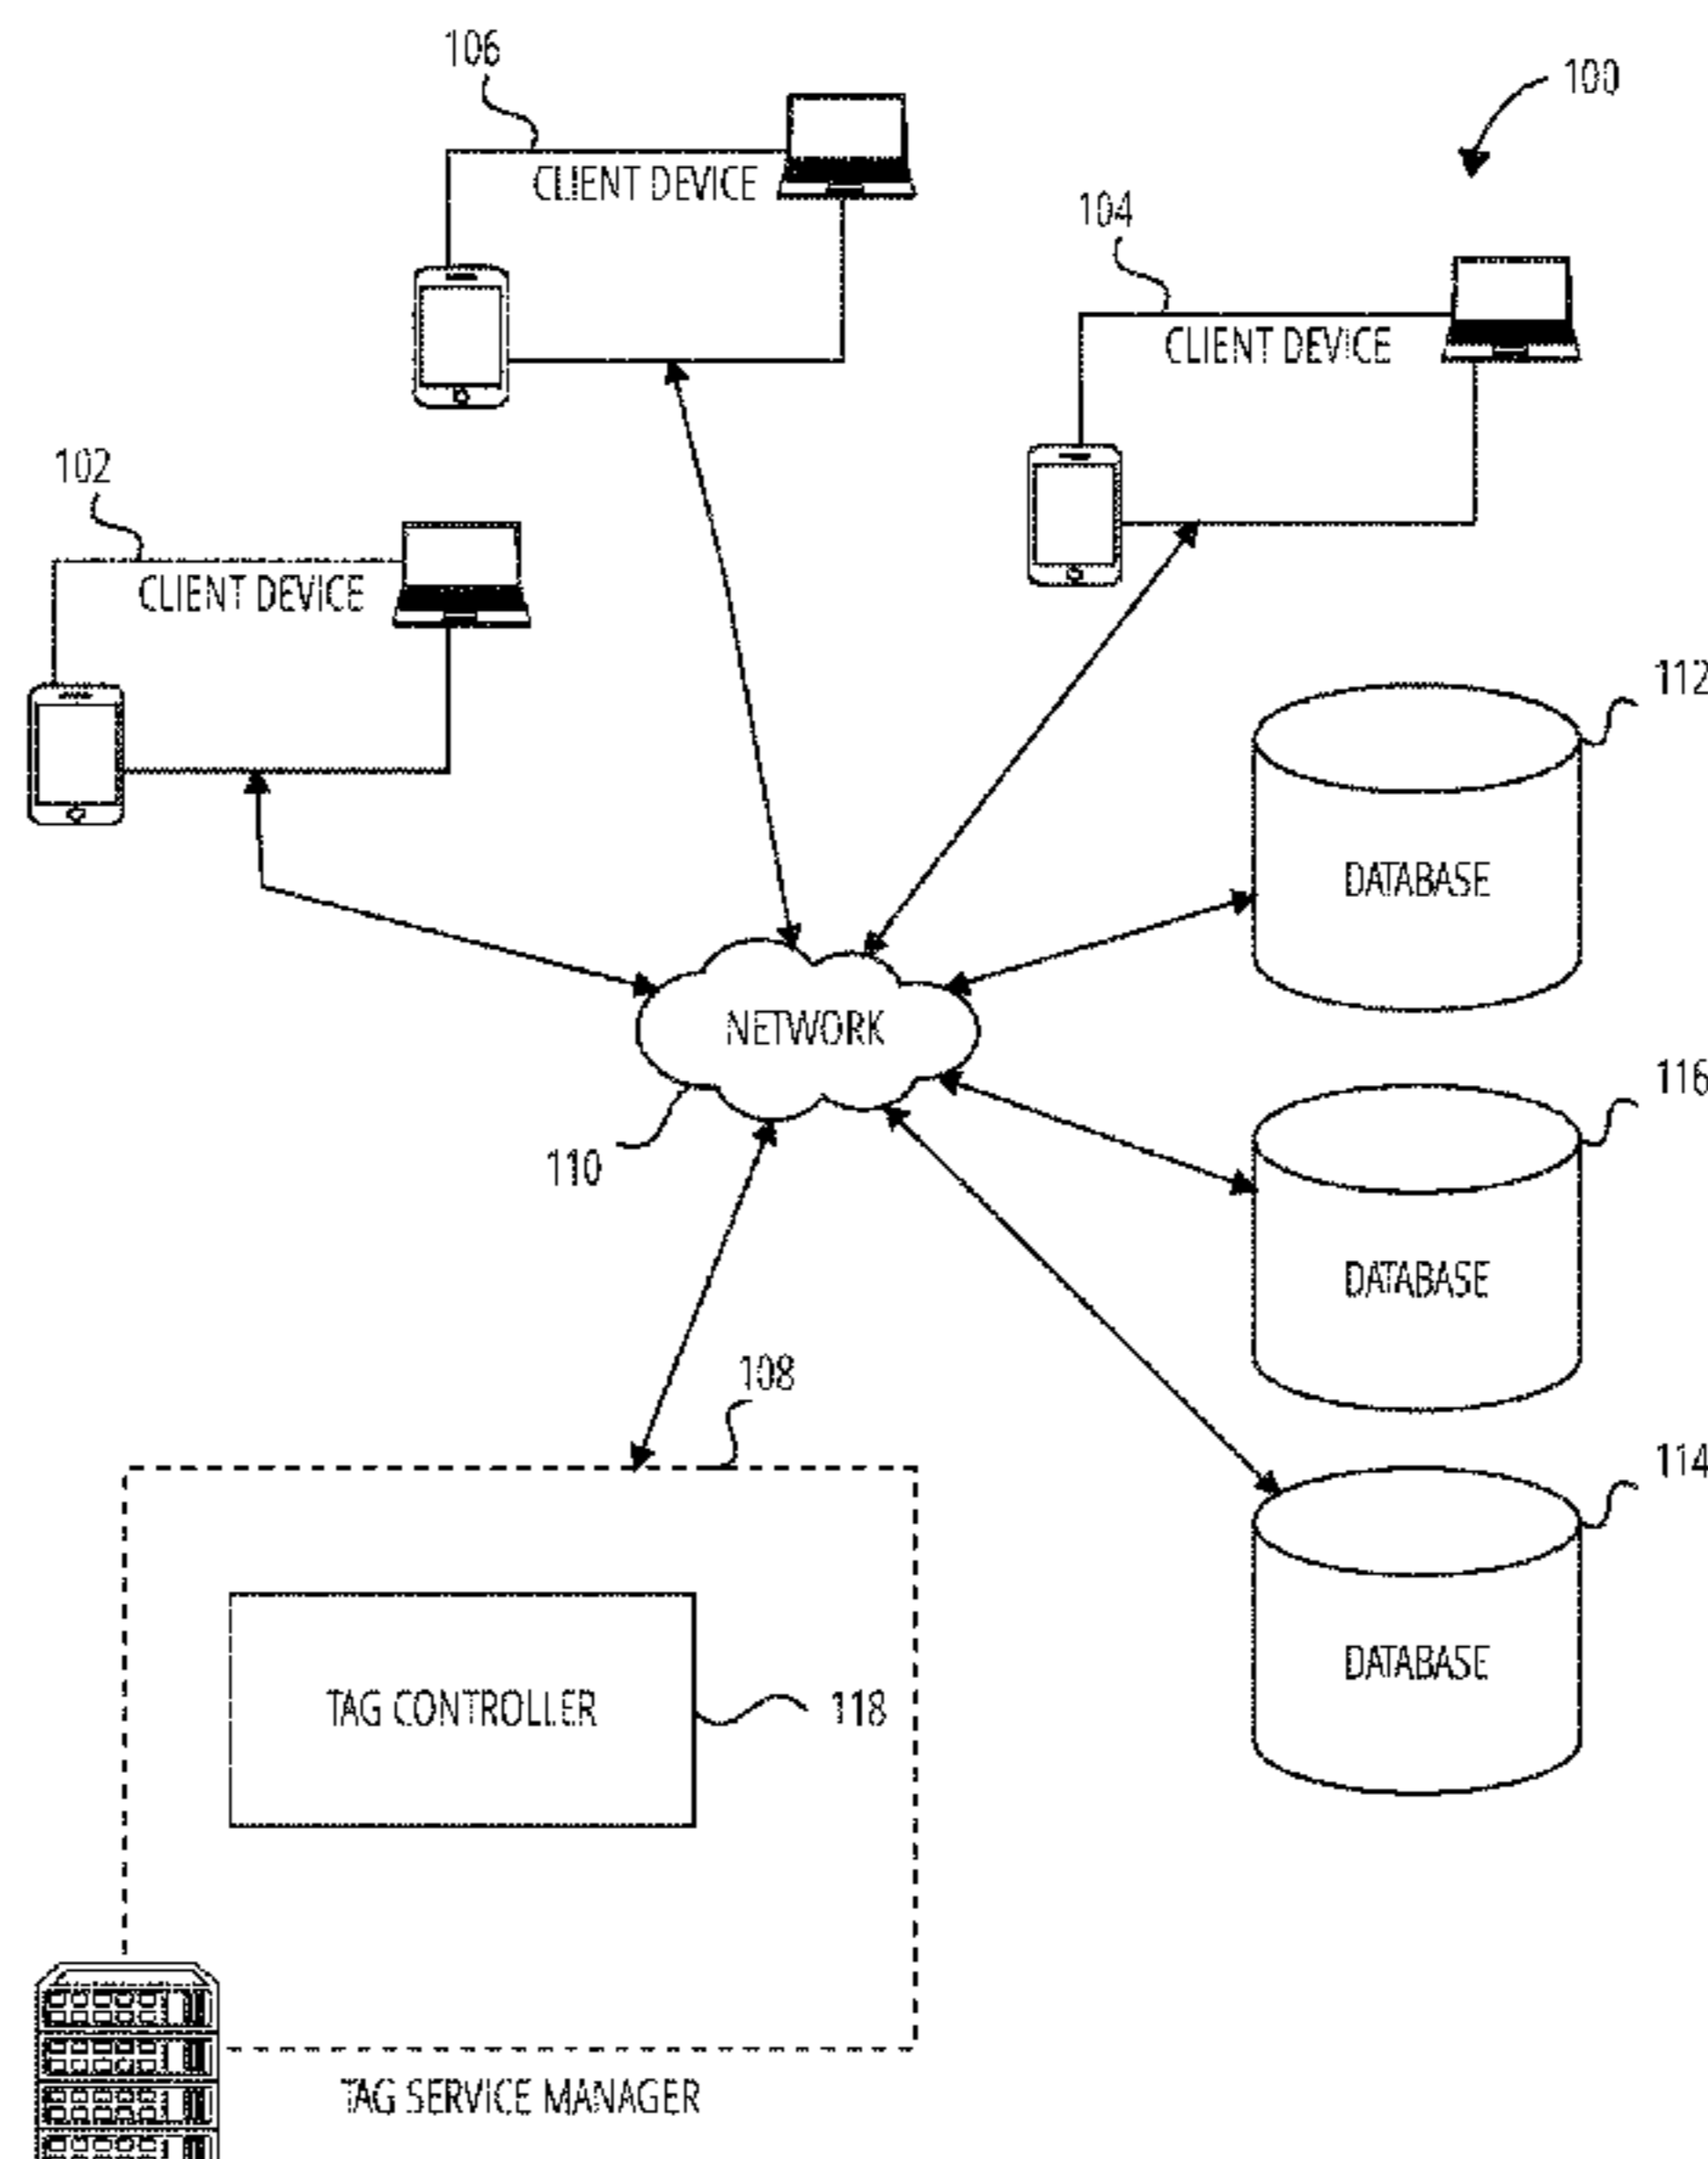 106
100
CLIENT DEVICE
104
CLIENT DEVICE
102
CLIENT DEVICE
112
DATABASE
NETWORK
116
110
DATABASE
108
114
DATABASE
TAG CONTROLLER
118
TAG SERVICE MANAGER